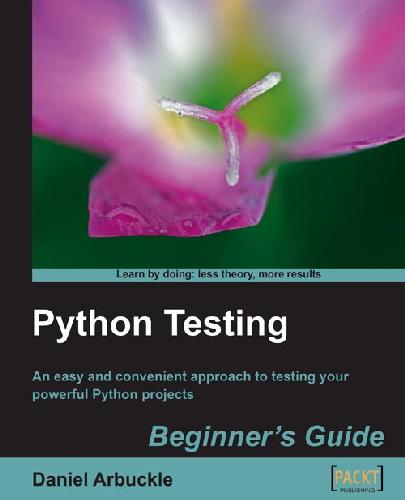 Learn by doing: less theory, more results
Python Testing
An easy and convenient approach to testing your
powerful Python projects
Beginner's Guide
Daniel Arbuckle
PACKT
PUBLISHING